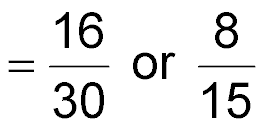 = 16/30 or 8/15